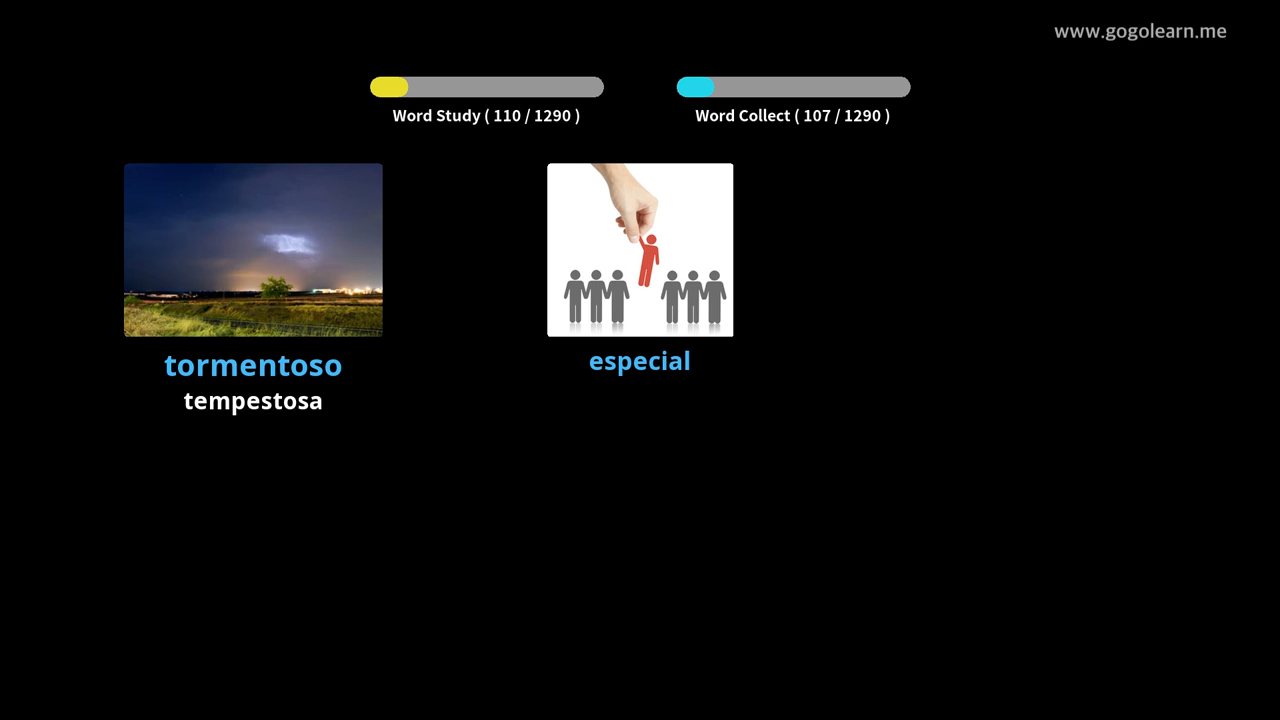 www.gogolearn.me
Word Study ( 110 / 1290 )
Word Collect ( 107 / 1290 )
tormentoso
tempestosa
especial